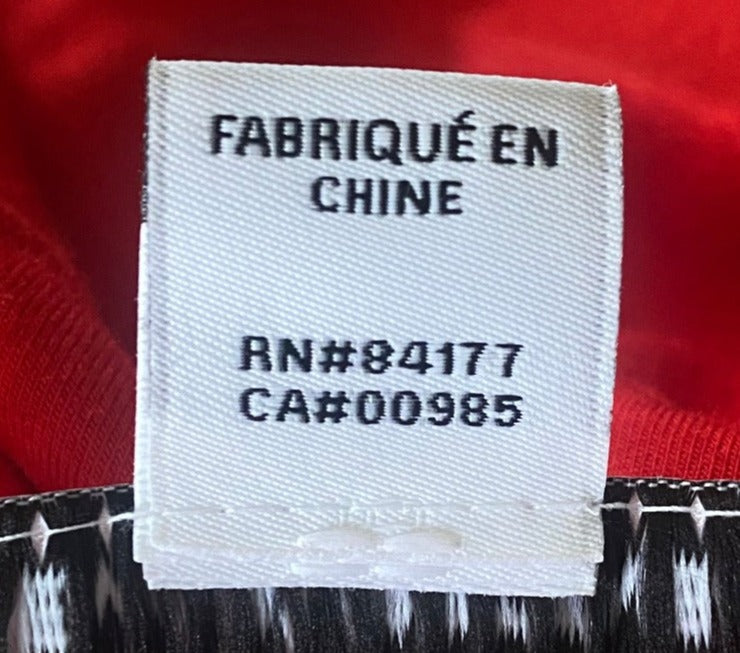 FABRIQUÉ EN
CHINE
RN#84177
CA#00985